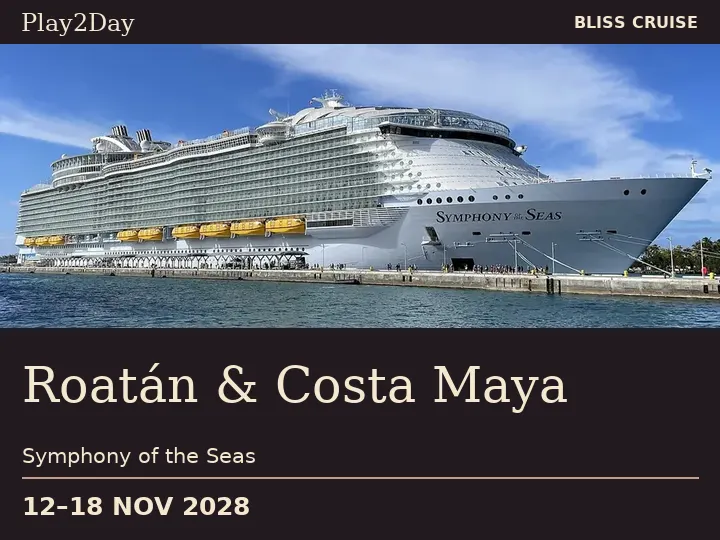 Play2Day
BLISS CRUISE
SYMPHONY OF THE SEAS
Roatán & Costa Maya
Symphony of the Seas
12–18 NOV 2028